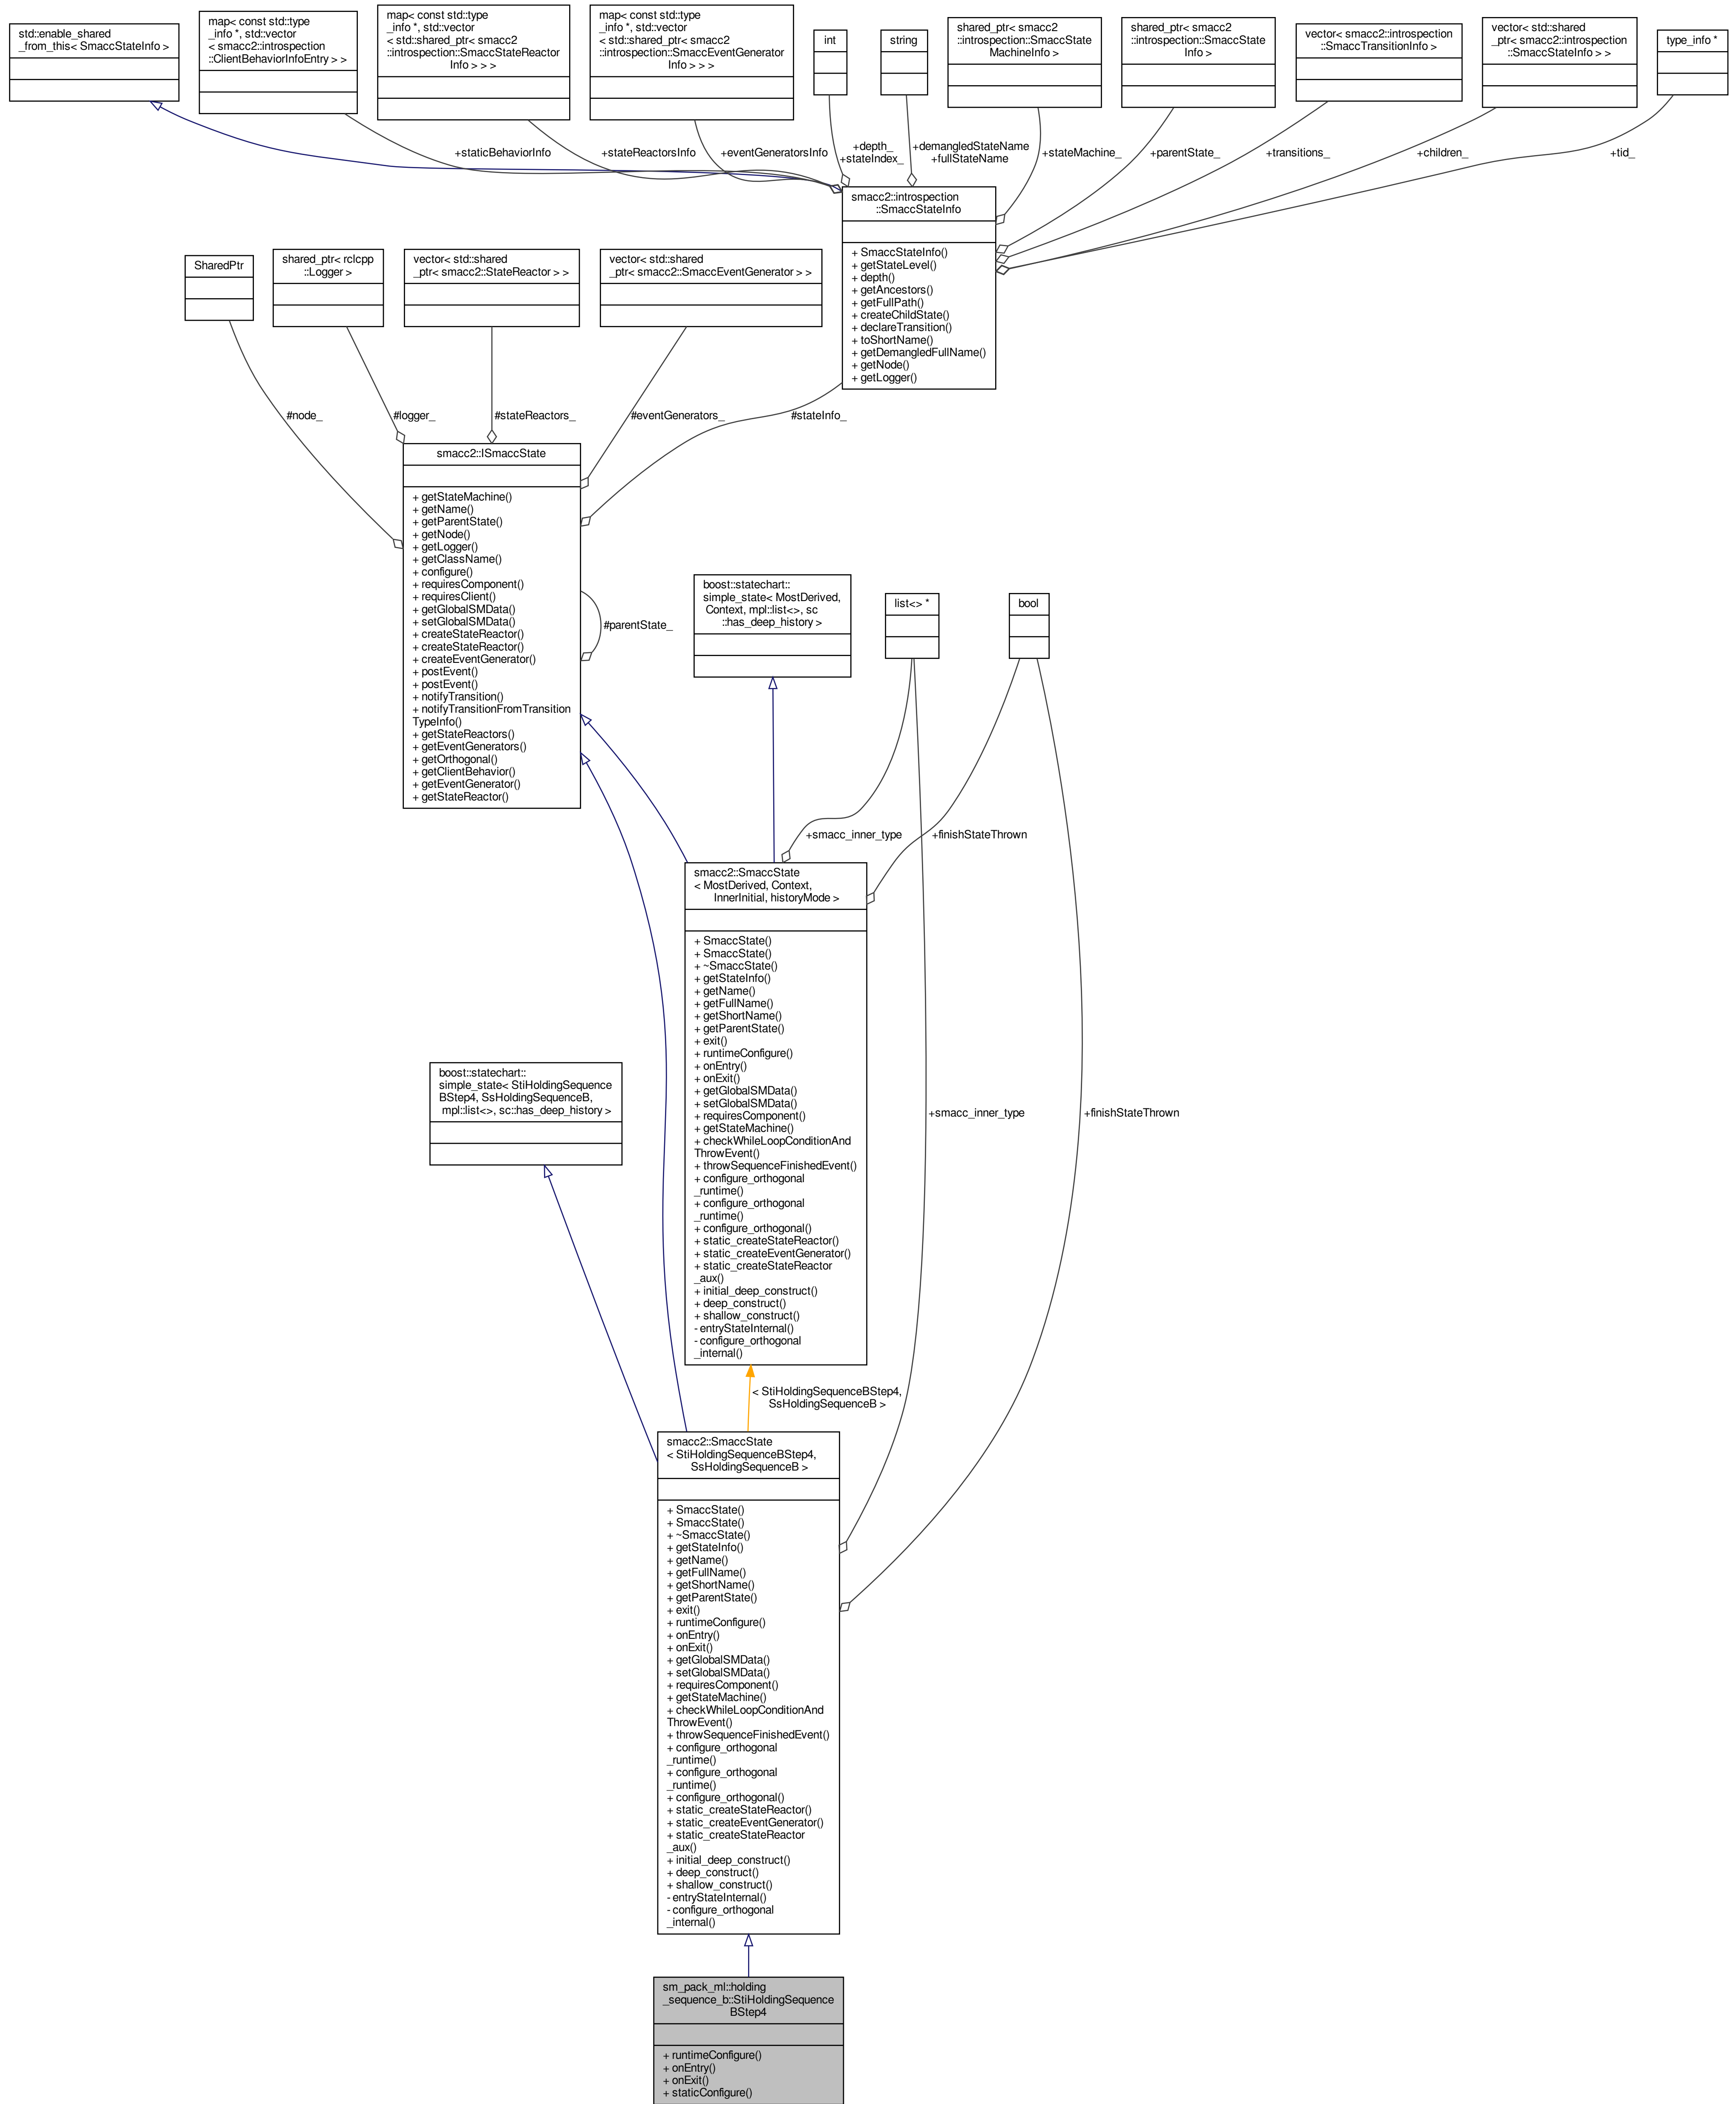 std::enable_shared
_from_this< SmaccStateInfo >
map< const std::type
_info *, std::vector
< smacc2::introspection
::ClientBehaviorInfoEntry > >
map< const std::type
_info *, std::vector
< std::shared_ptr< smacc2
::introspection::SmaccStateReactor
Info > > >
map< const std::type
_info *, std::vector
< std::shared_ptr< smacc2
::introspection::SmaccEventGenerator
Info > > >
int
string
shared_ptr< smacc2
::introspection::SmaccState
MachineInfo >
shared_ptr< smacc2
::introspection::SmaccState
Info >
vector< smacc2::introspection
::SmaccTransitionInfo >
vector< std::shared
_ptr< smacc2::introspection
::SmaccStateInfo > >
type_info *
+staticBehaviorInfo
+stateReactorsInfo
+eventGeneratorsInfo
+depth_
+stateIndex_
+demangledStateName
+fullStateName
+stateMachine_
+parentState_
+transitions_
+children_
+tid_
smacc2::introspection
::SmaccStateInfo
+ SmaccStateInfo()
+ getStateLevel()
+ depth()
+ getAncestors()
+ getFullPath()
+ createChildState()
+ declareTransition()
+ toShortName()
+ getDemangledFullName()
+ getNode()
+ getLogger()
SharedPtr
shared_ptr< rclcpp
::Logger >
vector< std::shared
_ptr< smacc2::StateReactor > >
vector< std::shared
_ptr< smacc2::SmaccEventGenerator > >
#node_
#logger_
#stateReactors_
#eventGenerators_
#stateInfo_
smacc2::ISmaccState
+ getStateMachine()
+ getName()
+ getParentState()
+ getNode()
+ getLogger()
+ getClassName()
+ configure()
+ requiresComponent()
+ requiresClient()
+ getGlobalSMData()
+ setGlobalSMData()
+ createStateReactor()
+ createStateReactor()
+ createEventGenerator()
+ postEvent()
+ postEvent()
+ notifyTransition()
+ notifyTransitionFromTransition
TypeInfo()
+ getStateReactors()
+ getEventGenerators()
+ getOrthogonal()
+ getClientBehavior()
+ getEventGenerator()
+ getStateReactor()
#parentState_
boost::statechart::
simple_state< MostDerived,
Context, mpl::list<>, sc
::has_deep_history >
list<> *
bool
+smacc_inner_type
+finishStateThrown
smacc2::SmaccState
< MostDerived, Context,
InnerInitial, historyMode >
+ SmaccState()
+ SmaccState()
+ ~SmaccState()
+ getStateInfo()
+ getName()
+ getFullName()
+ getShortName()
+ getParentState()
+ exit()
+ runtimeConfigure()
+ onEntry()
+ onExit()
+ getGlobalSMData()
+ setGlobalSMData()
+ requiresComponent()
+ getStateMachine()
+ checkWhileLoopConditionAnd
ThrowEvent()
+ throwSequenceFinishedEvent()
+ configure_orthogonal
_runtime()
+ configure_orthogonal
_runtime()
+ configure_orthogonal()
+ static_createStateReactor()
+ static_createEventGenerator()
+ static_createStateReactor
_aux()
+ initial_deep_construct()
+ deep_construct()
+ shallow_construct()
- entryStateInternal()
- configure_orthogonal
_internal()
boost::statechart::
simple_state< StiHoldingSequence
BStep4, SsHoldingSequenceB,
mpl::list<>, sc::has_deep_history >
+smacc_inner_type
+finishStateThrown
< StiHoldingSequenceBStep4,
SsHoldingSequenceB >
smacc2::SmaccState
< StiHoldingSequenceBStep4,
SsHoldingSequenceB >
+ SmaccState()
+ SmaccState()
+ ~SmaccState()
+ getStateInfo()
+ getName()
+ getFullName()
+ getShortName()
+ getParentState()
+ exit()
+ runtimeConfigure()
+ onEntry()
+ onExit()
+ getGlobalSMData()
+ setGlobalSMData()
+ requiresComponent()
+ getStateMachine()
+ checkWhileLoopConditionAnd
ThrowEvent()
+ throwSequenceFinishedEvent()
+ configure_orthogonal
_runtime()
+ configure_orthogonal
_runtime()
+ configure_orthogonal()
+ static_createStateReactor()
+ static_createEventGenerator()
+ static_createStateReactor
_aux()
+ initial_deep_construct()
+ deep_construct()
+ shallow_construct()
- entryStateInternal()
- configure_orthogonal
_internal()
sm_pack_ml::holding
_sequence_b::StiHoldingSequence
BStep4
+ runtimeConfigure()
+ onEntry()
+ onExit()
+ staticConfigure()